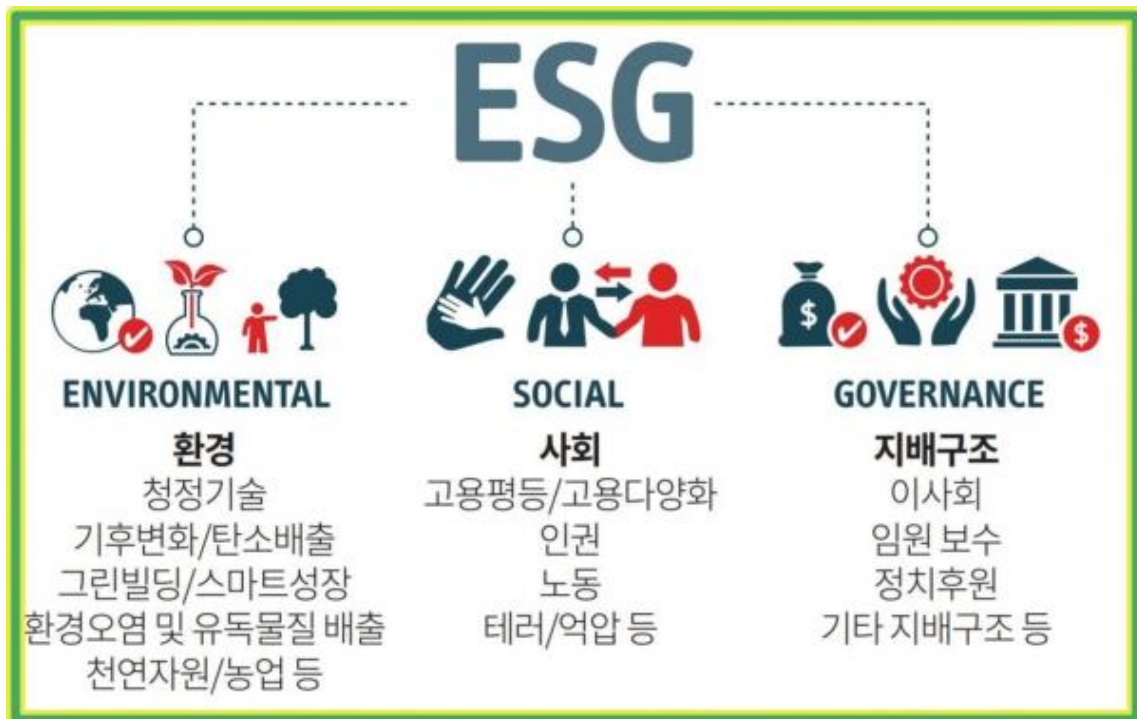 ESG
ENVIRONMENTAL
환경
청정기술
기후변화/탄소배출
그린빌딩/스마트성장
환경오염 및 유독물질 배출
천연자원/농업 등
SOCIAL
사회
고용평등/고용다양화
인권
노동
테러/억압 등
$
$
GOVERNANCE
지배구조
이사회
임원 보수
정치후원
기타 지배구조 등